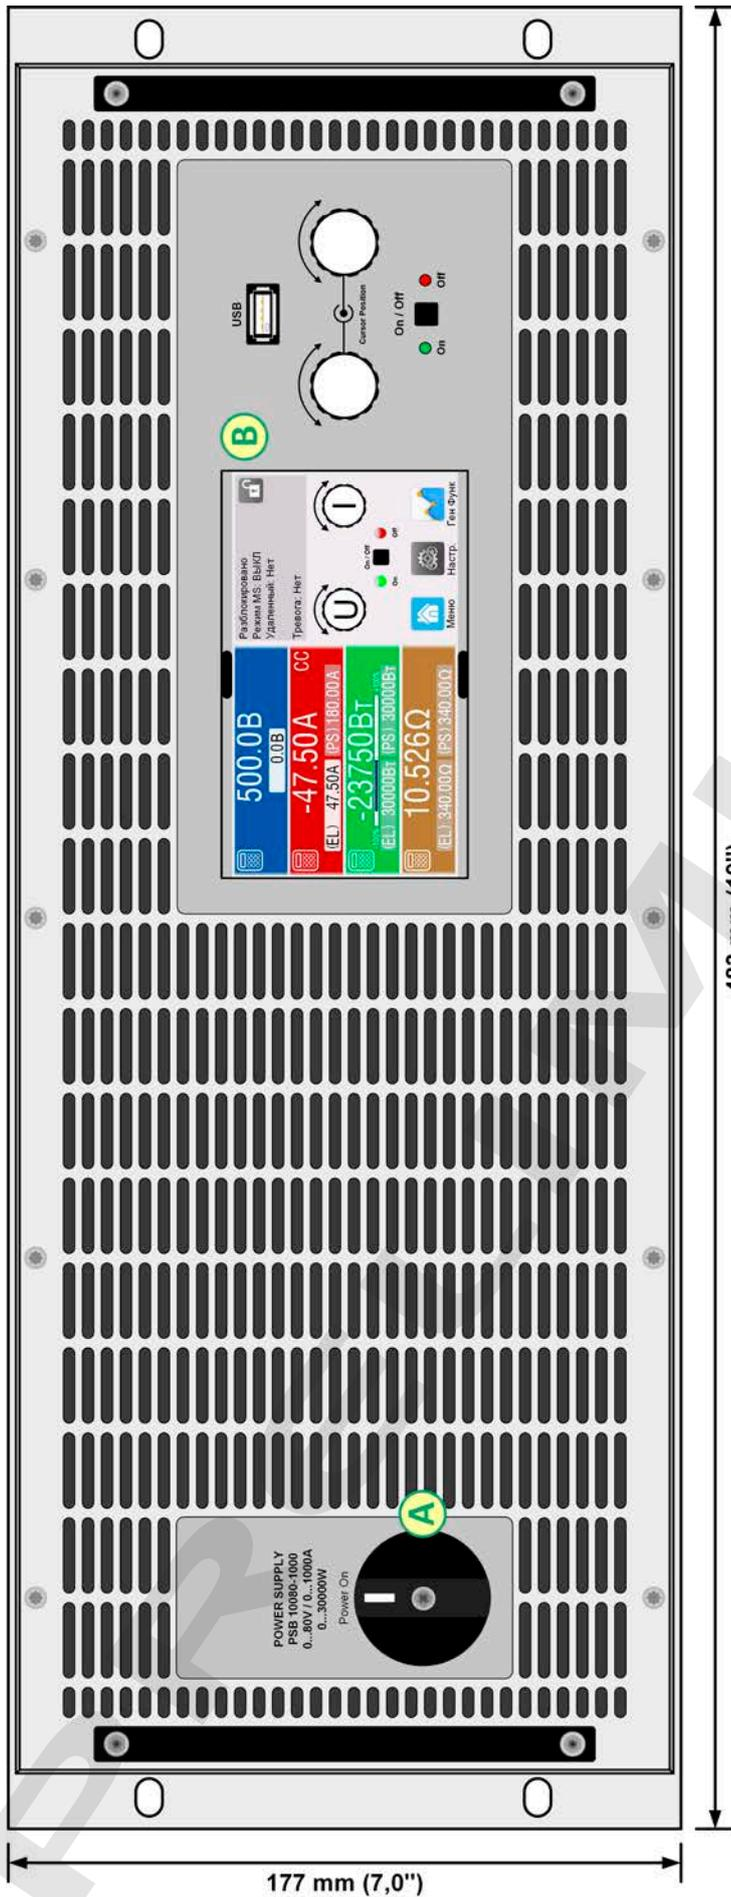 POWER SUPPLY
PSB 10080-1000
0...80V / 0...1000A
0...30000W
Power On
A
500.0В
0.0В
-47.50A CC
(EL) 47.50A (PS) 180.00A
-23750Вт
100% +100%
(EL) 30000Вт (PS) 30000Вт
10.526Ω
(EL) 340.00Ω (PS) 340.00Ω
Разблокировано
Режим MS: ВЫКЛ
Удаленный: Нет
Тревога: Нет
U I
On / Off
On Off
Меню Настр. Ген Функ
B
USB
Cursor Position
On / Off
On Off
177 mm (7,0")
PRELIM